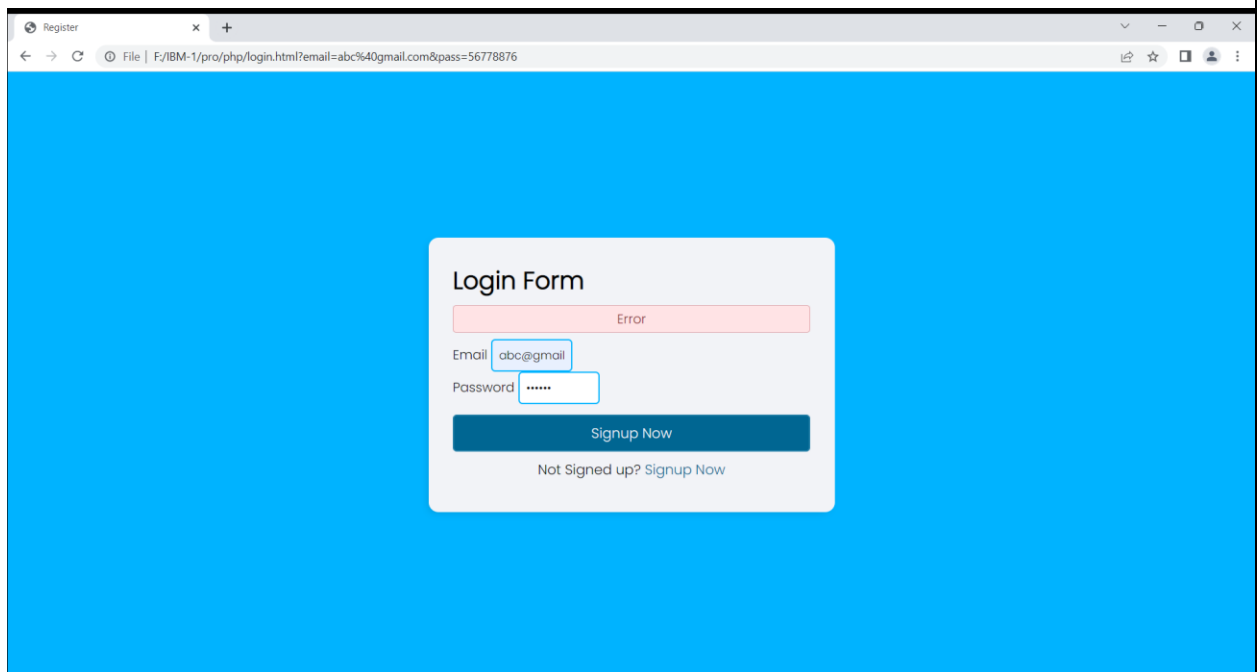 Register
File | F:/IBM-1/pro/php/login.html?email=abc%40gmail.com&pass=56778876
Login Form
Error
Email abc@gmail
Password ••••••
Signup Now
Not Signed up? Signup Now